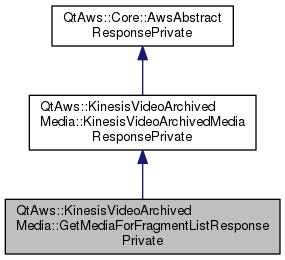 QtAws::Core::AwsAbstract
ResponsePrivate
QtAws::KinesisVideoArchived
Media::KinesisVideoArchivedMedia
ResponsePrivate
QtAws::KinesisVideoArchived
Media::GetMediaForFragmentListResponse
Private